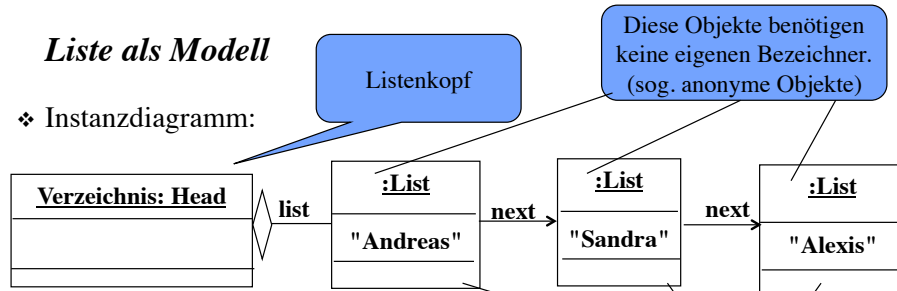 Liste als Modell
Listenkopf
Diese Objekte benötigen
keine eigenen Bezeichner.
(sog. anonyme Objekte)
❖ Instanzdiagramm:
Verzeichnis: Head
list
:List
"Andreas"
next
:List
"Sandra"
next
:List
"Alexis"